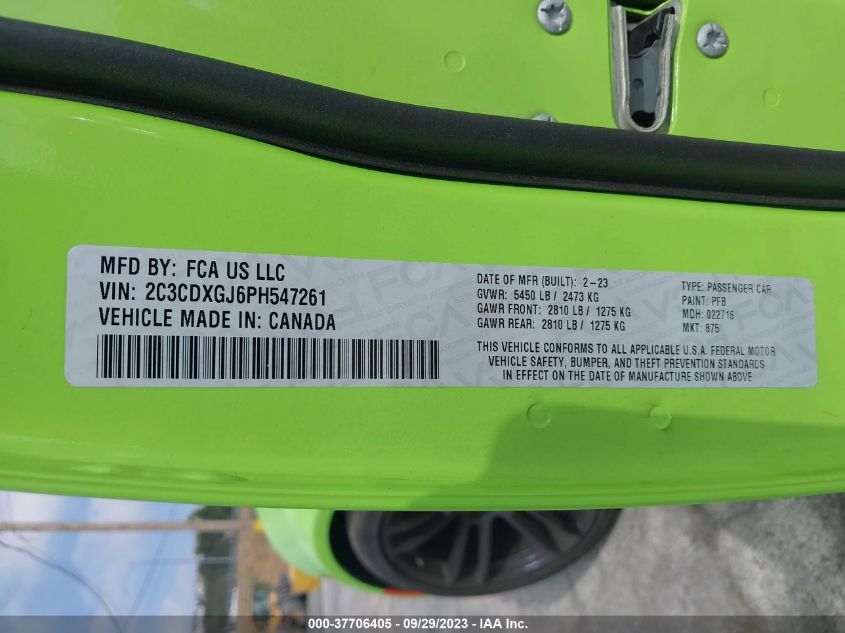 MFD BY: FCA US LLC
VIN: 2C3CDXGJ6PH547261
VEHICLE MADE IN: CANADA
DATE OF MFR (BUILT): 2-23
GVWR: 5450 LB / 2473 KG
GAWR FRONT: 2810 LB / 1275 KG
GAWR REAR: 2810 LB / 1275 KG
TYPE: PASSENGER CAR
PAINT: PFB
MDH: 022716
MKT: 875
THIS VEHICLE CONFORMS TO ALL APPLICABLE U.S.A. FEDERAL MOTOR
VEHICLE SAFETY, BUMPER, AND THEFT PREVENTION STANDARDS
IN EFFECT ON THE DATE OF MANUFACTURE SHOWN ABOVE
000-37706405 - 09/29/2023 - IAA Inc.